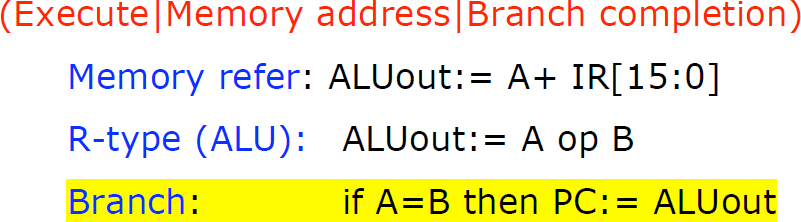 (Execute|Memory address|Branch completion)
Memory refer: ALUout:= A+ IR[15:0]
R-type (ALU): ALUout:= A op B
Branch: if A=B then PC:= ALUout